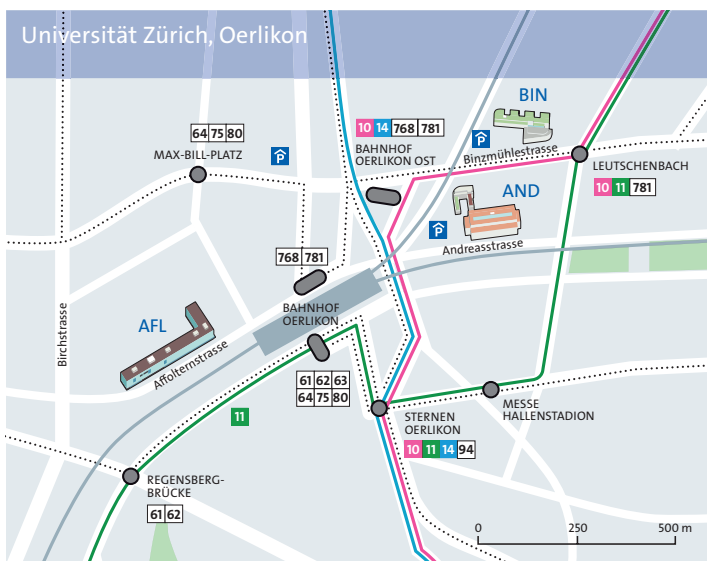 Universität Zürich, Oerlikon
BIN
10 14 768 781
64 75 80
P
BAHNHOF
OERLIKON OST
MAX-BILL-PLATZ
P
Binzmühlestrasse
LEUTSCHENBACH
10 11 781
AND
P
Andreasstrasse
768 781
BAHNHOF
OERLIKON
Birchstrasse
AFL
Affolternstrasse
61 62 63
64 75 80
11
STERNEN
OERLIKON
10 11 14 94
MESSE
HALLENSTADION
REGENSBERG-
BRÜCKE
61 62
0 250 500 m